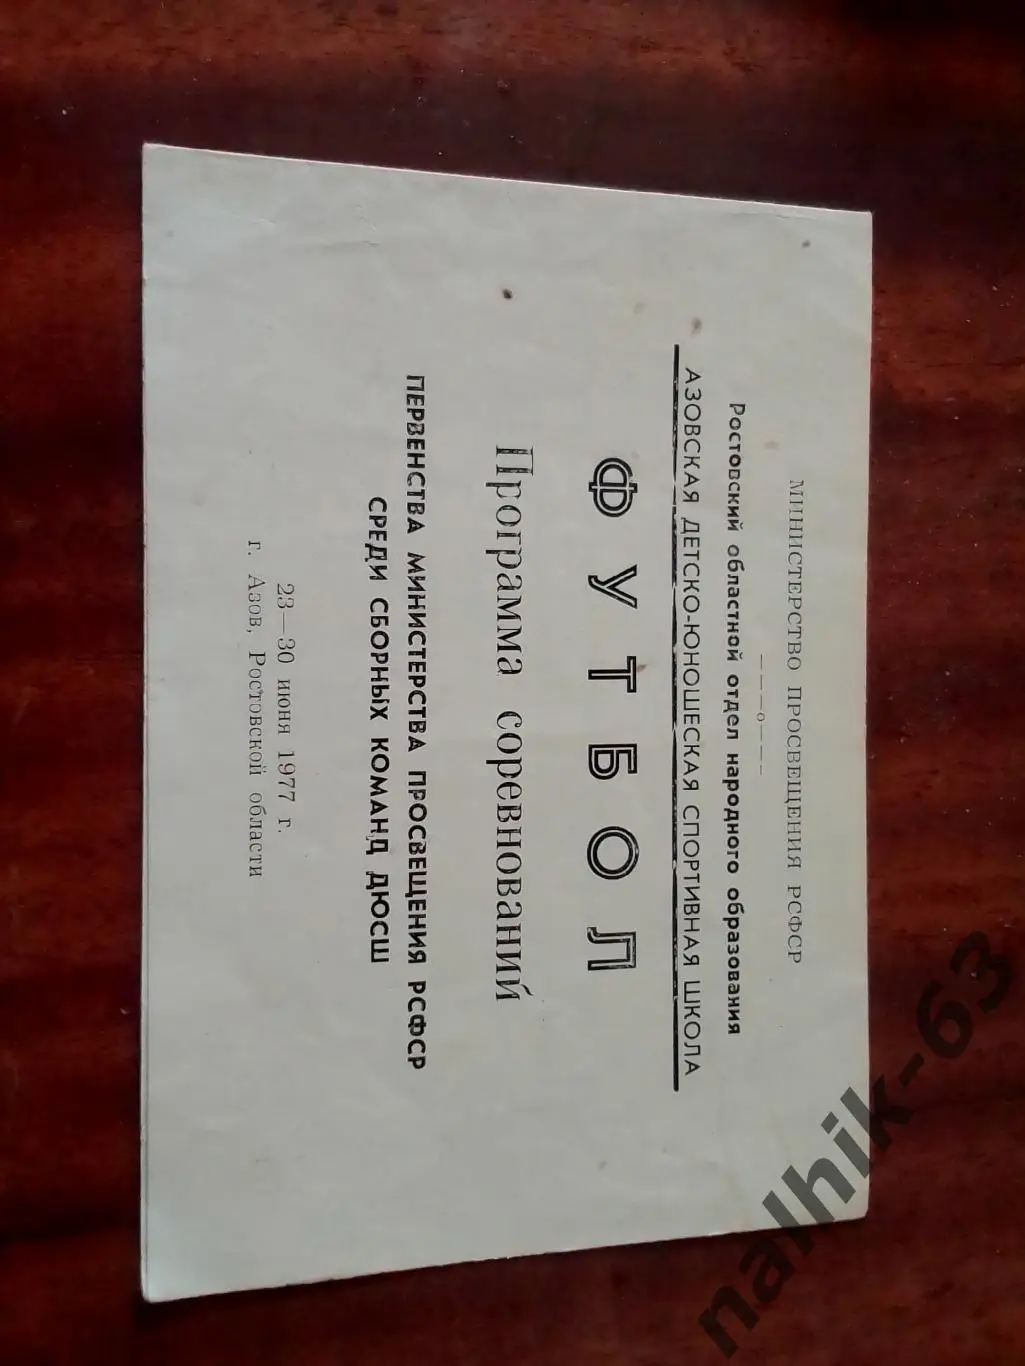 МИНИСТЕРСТВО ПРОСВЕЩЕНИЯ РСФСР
———о———
Ростовский областной отдел народного образования
АЗОВСКАЯ ДЕТСКО-ЮНОШЕСКАЯ СПОРТИВНАЯ ШКОЛА
ФУТБОЛ
Программа соревнований
ПЕРВЕНСТВА МИНИСТЕРСТВА ПРОСВЕЩЕНИЯ РСФСР
СРЕДИ СБОРНЫХ КОМАНД ДЮСШ
23—30 июня 1977 г.
г. Азов, Ростовской области
nalhik-63